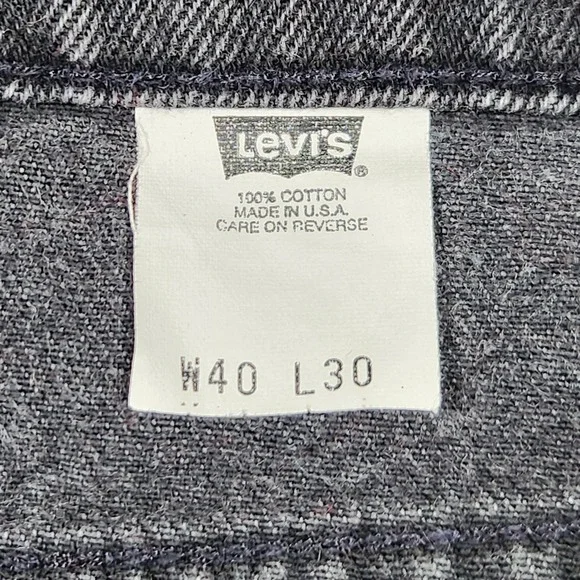 Levi's ®
100% COTTON
MADE IN U.S.A.
CARE ON REVERSE
W40 L30